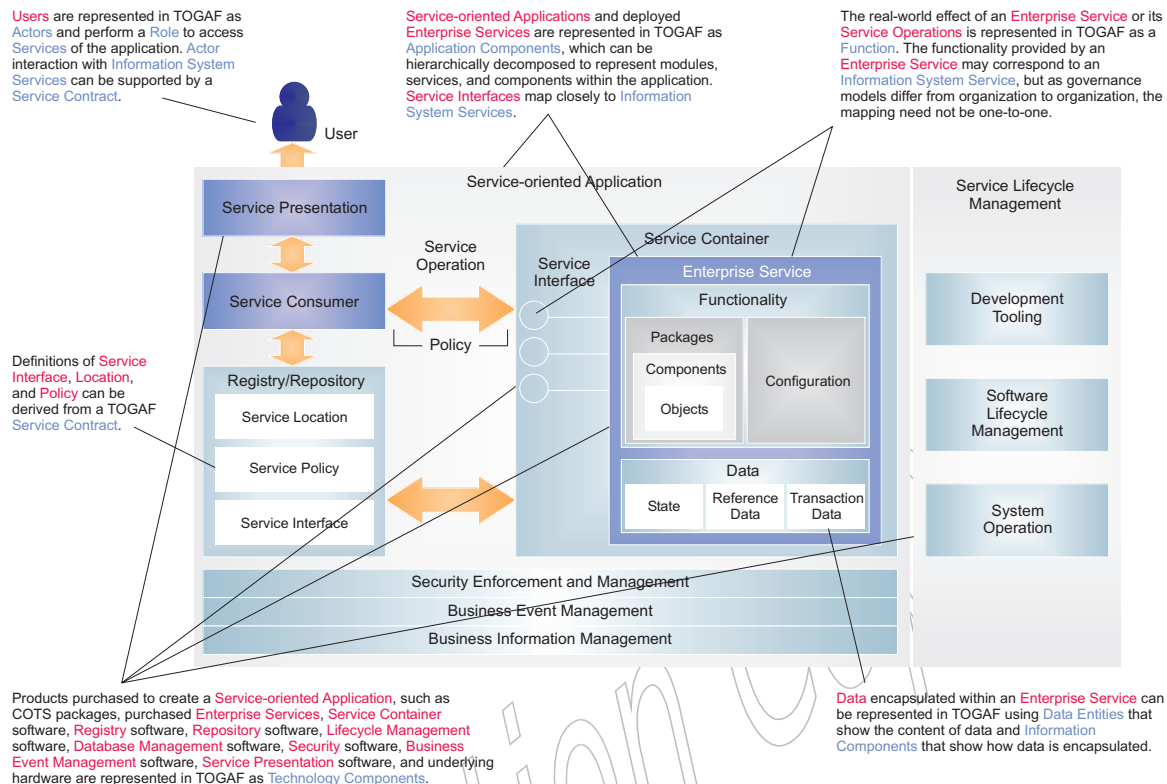 Users are represented in TOGAF as
Actors and perform a Role to access
Services of the application. Actor
interaction with Information System
Services can be supported by a
Service Contract.
Service-oriented Applications and deployed
Enterprise Services are represented in TOGAF as
Application Components, which can be
hierarchically decomposed to represent modules,
services, and components within the application.
Service Interfaces map closely to Information
System Services.
The real-world effect of an Enterprise Service or its
Service Operations is represented in TOGAF as a
Function. The functionality provided by an
Enterprise Service may correspond to an
Information System Service, but as governance
models differ from organization to organization, the
mapping need not be one-to-one.
User
Service-oriented Application
Service Lifecycle
Management
Service Presentation
Service
Operation
Service Container
Service
Interface
Enterprise Service
Service Consumer
Functionality
Development
Tooling
Policy
Packages
Components
Objects
Configuration
Definitions of Service
Interface, Location,
and Policy can be
derived from a TOGAF
Service Contract.
Registry/Repository
Service Location
Service Policy
Service Interface
Software
Lifecycle
Management
Data
State
Reference
Data
Transaction
Data
System
Operation
Security Enforcement and Management
Business Event Management
Business Information Management
Products purchased to create a Service-oriented Application, such as
COTS packages, purchased Enterprise Services, Service Container
software, Registry software, Repository software, Lifecycle Management
software, Database Management software, Security software, Business
Event Management software, Service Presentation software, and underlying
hardware are represented in TOGAF as Technology Components.
Data encapsulated within an Enterprise Service can
be represented in TOGAF using Data Entities that
show the content of data and Information
Components that show how data is encapsulated.